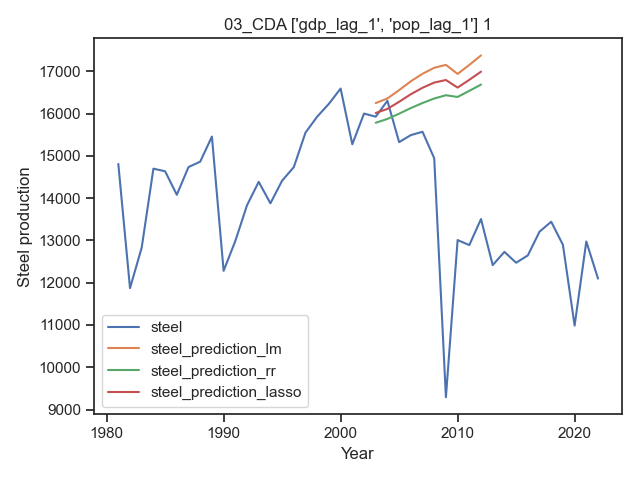 03_CDA ['gdp_lag_1', 'pop_lag_1'] 1
17000
16000
15000
14000
13000
12000
11000
10000
9000
Steel production
steel
steel_prediction_lm
steel_prediction_rr
steel_prediction_lasso
1980 1990 2000 2010 2020
Year